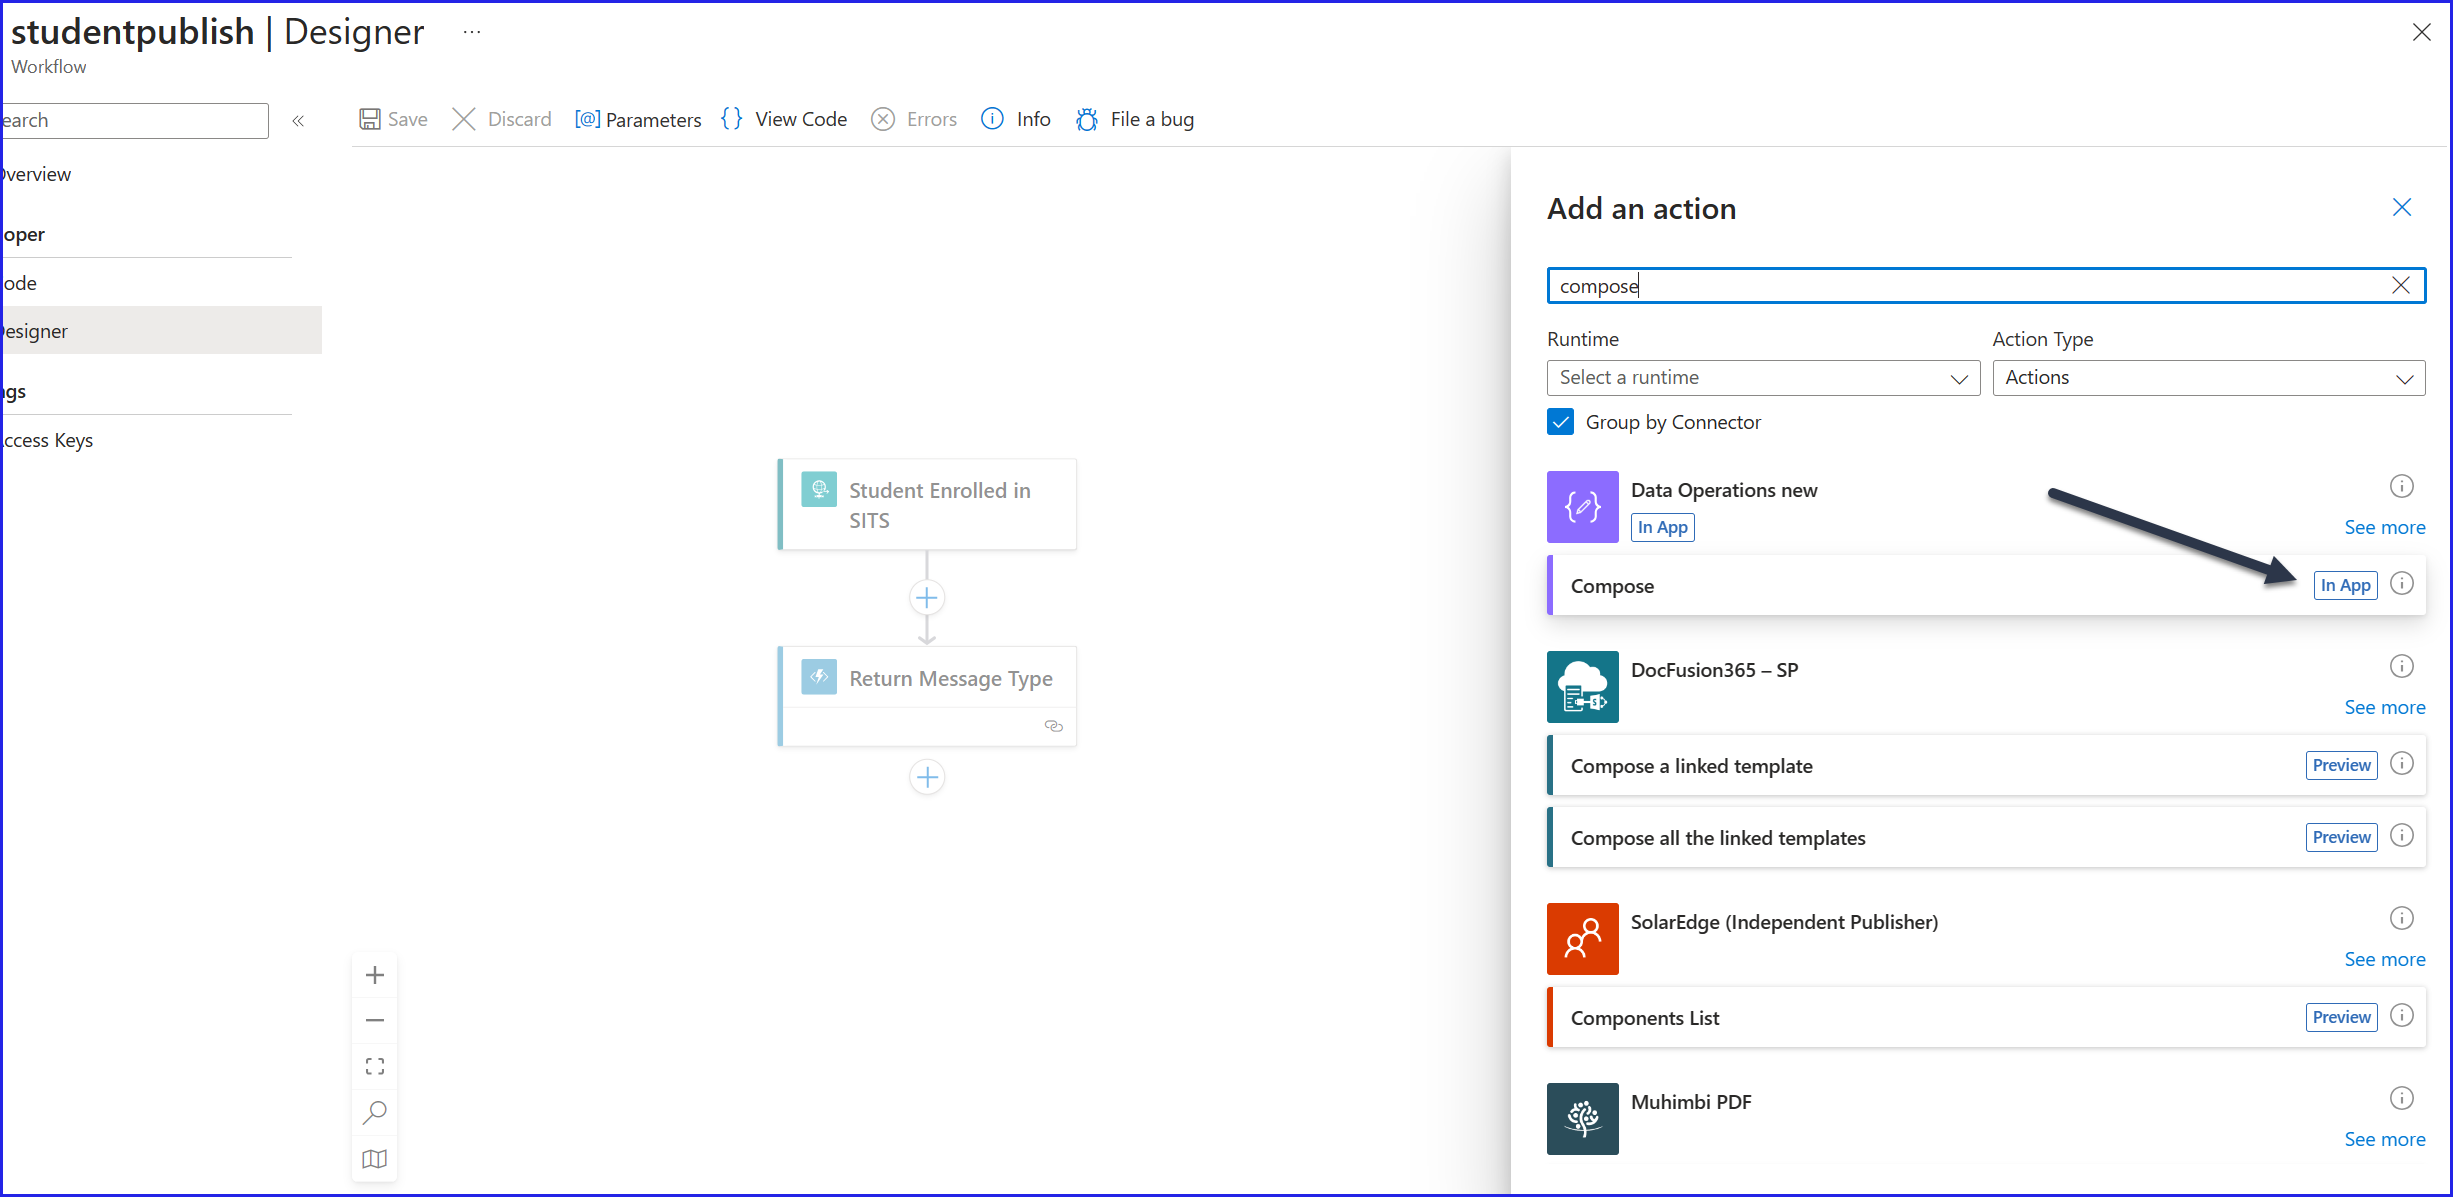 studentpublish | Designer ...
Workflow
earch
«
Save
Discard
[@] Parameters
{} View Code
Errors
Info
File a bug
verview
oper
ode
esigner
ngs
ccess Keys
Student Enrolled in
SITS
Return Message Type
Add an action
compose
Runtime
Action Type
Select a runtime
Actions
Group by Connector
Data Operations new
In App
See more
Compose
In App
DocFusion365 – SP
See more
Compose a linked template
Preview
Compose all the linked templates
Preview
SolarEdge (Independent Publisher)
See more
Components List
Preview
Muhimbi PDF
See more